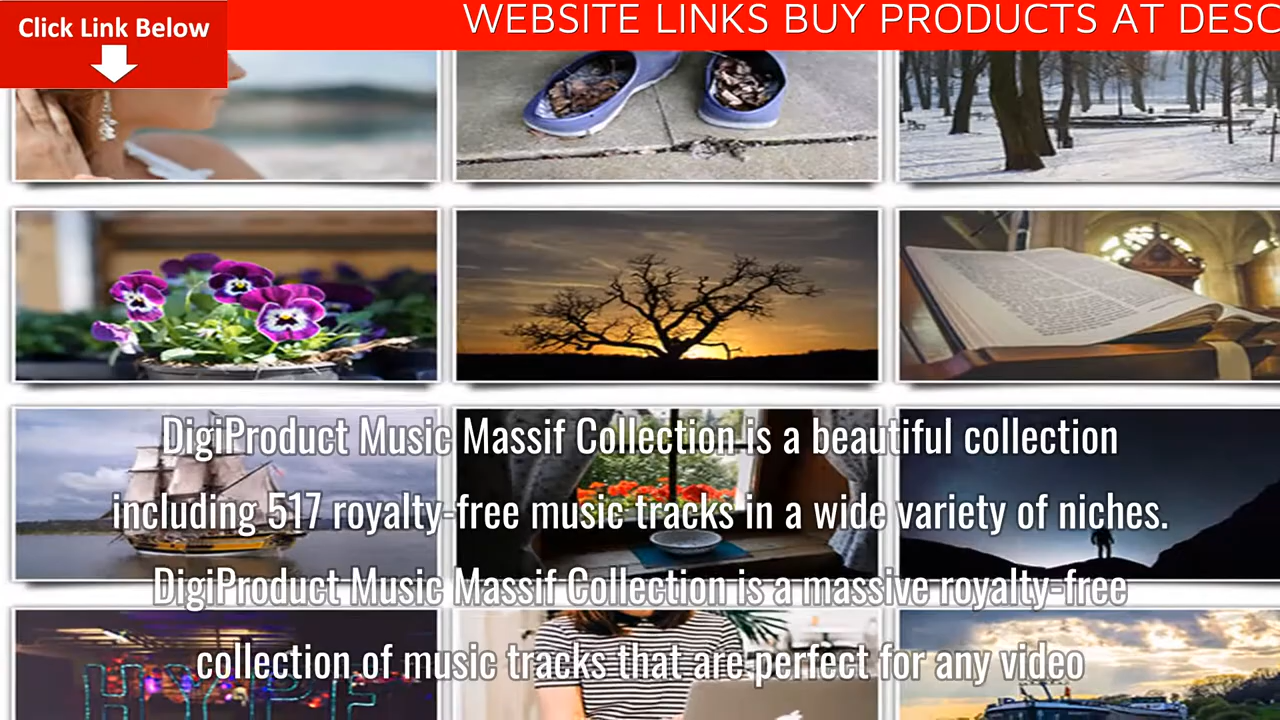 Click Link Below
WEBSITE LINKS BUY PRODUCTS AT DESC
DigiProduct Music Massif Collection is a beautiful collection
including 517 royalty-free music tracks in a wide variety of niches.
DigiProduct Music Massif Collection is a massive royalty-free
collection of music tracks that are perfect for any video
HYPE